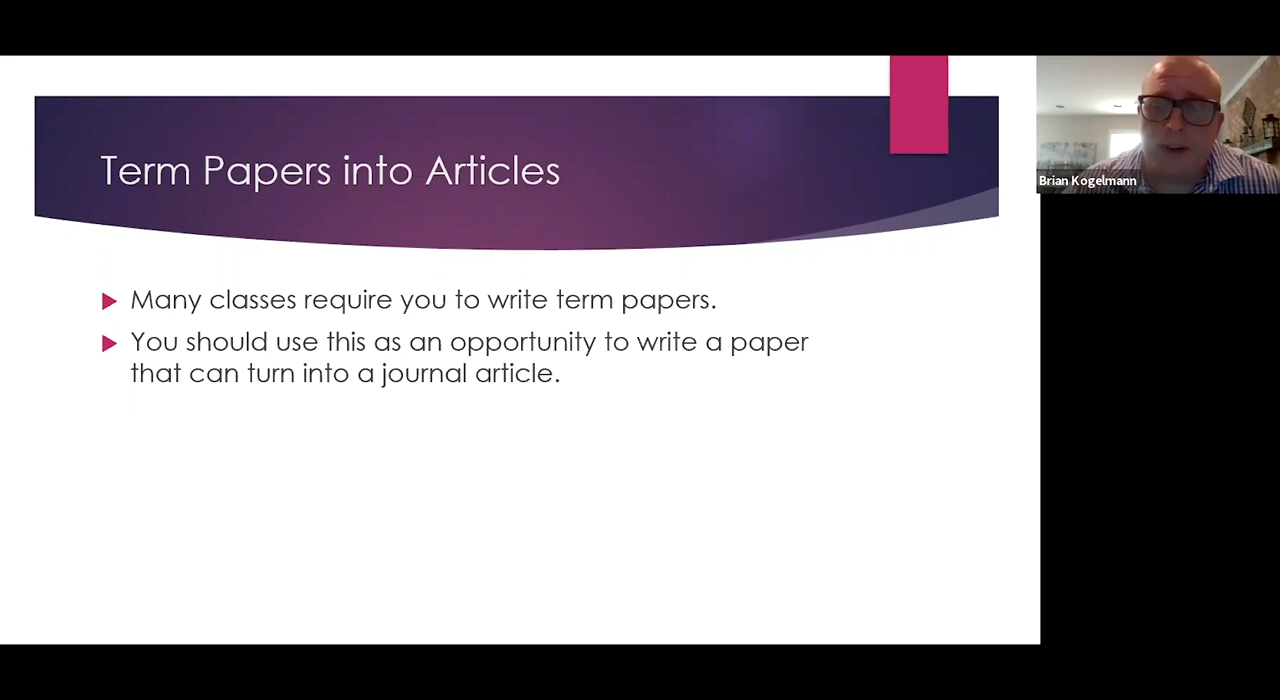 Term Papers into Articles
Many classes require you to write term papers.
You should use this as an opportunity to write a paper
that can turn into a journal article.
Brian Kogelmann